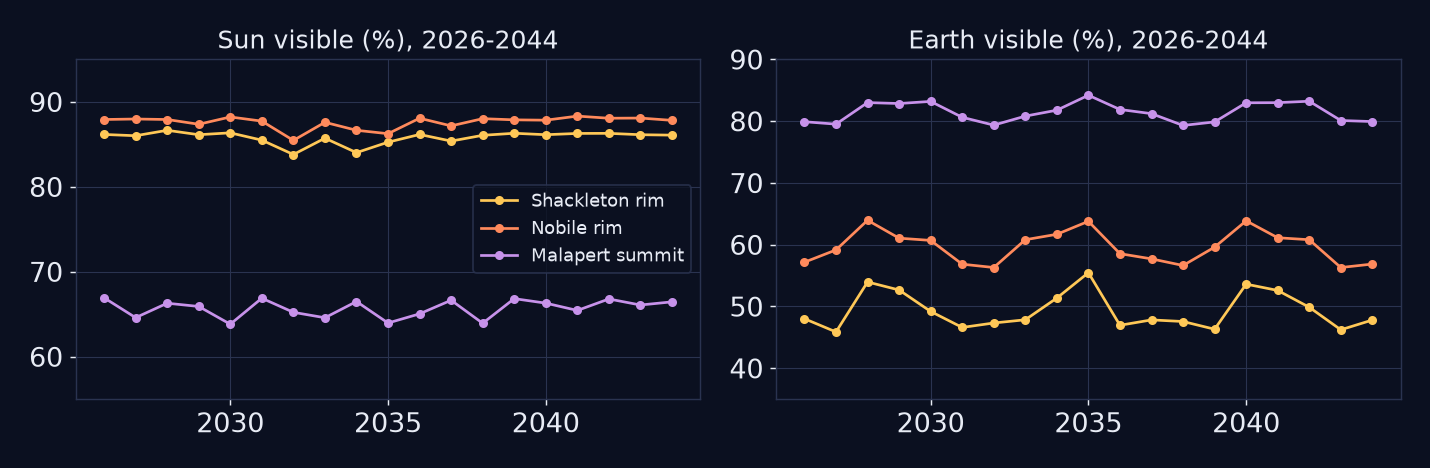 Sun visible (%), 2026-2044
90
80
70
60
2030 2035 2040
Shackleton rim
Nobile rim
Malapert summit
Earth visible (%), 2026-2044
90
80
70
60
50
40
2030 2035 2040